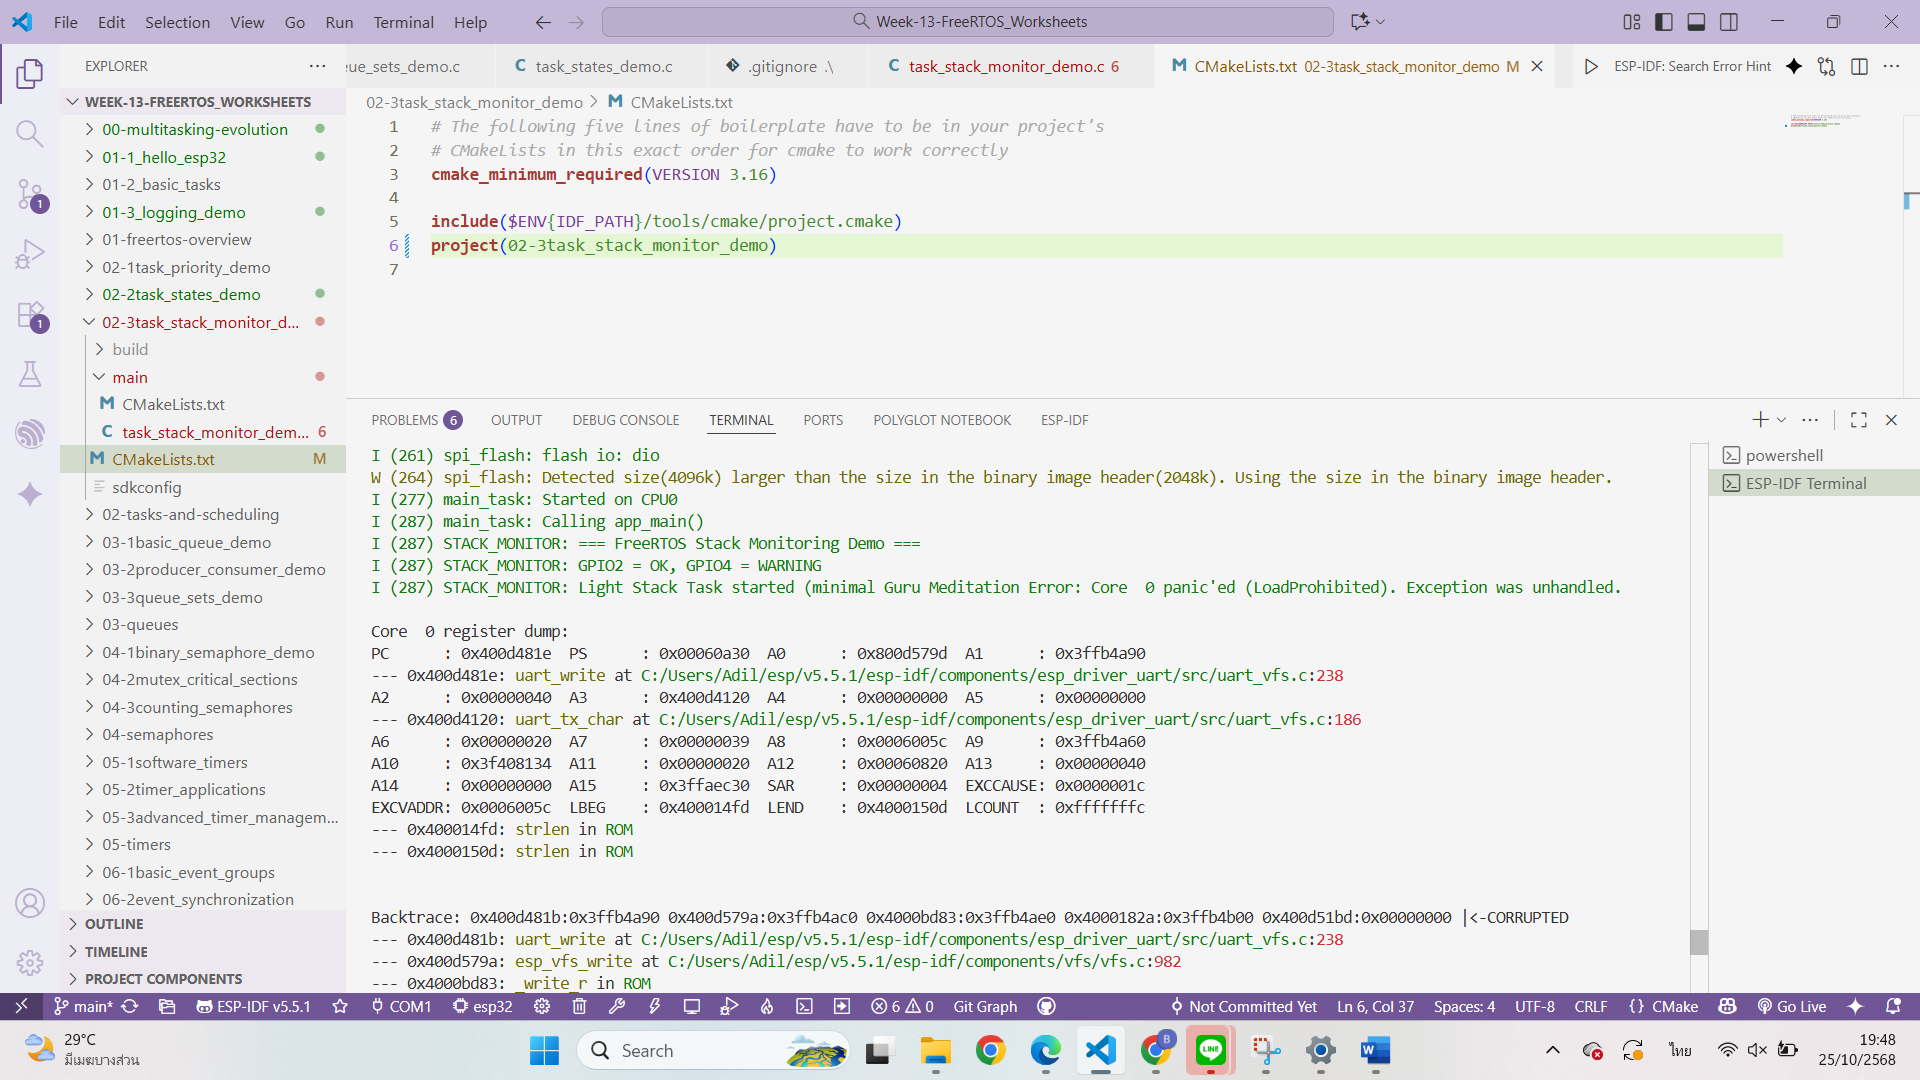 File Edit Selection View Go Run Terminal Help
Week-13-FreeRTOS_Worksheets
EXPLORER
WEEK-13-FREERTOS_WORKSHEETS
00-multitasking-evolution
01-1_hello_esp32
01-2_basic_tasks
01-3_logging_demo
01-freertos-overview
02-1task_priority_demo
02-2task_states_demo
02-3task_stack_monitor_d...
build
main
CMakeLists.txt
task_stack_monitor_dem... 6
CMakeLists.txt M
sdkconfig
02-tasks-and-scheduling
03-1basic_queue_demo
03-2producer_consumer_demo
03-3queue_sets_demo
03-queues
04-1binary_semaphore_demo
04-2mutex_critical_sections
04-3counting_semaphores
04-semaphores
05-1software_timers
05-2timer_applications
05-3advanced_timer_managem...
05-timers
06-1basic_event_groups
06-2event_synchronization
OUTLINE
TIMELINE
PROJECT COMPONENTS
1
1
ue_sets_demo.c
C task_states_demo.c
.gitignore .\
C task_stack_monitor_demo.c 6
M CMakeLists.txt 02-3task_stack_monitor_demo M
ESP-IDF: Search Error Hint
02-3task_stack_monitor_demo > M CMakeLists.txt
1 # The following five lines of boilerplate have to be in your project's
2 # CMakeLists in this exact order for cmake to work correctly
3 cmake_minimum_required(VERSION 3.16)
4
5 include($ENV{IDF_PATH}/tools/cmake/project.cmake)
6 project(02-3task_stack_monitor_demo)
7
PROBLEMS 6 OUTPUT DEBUG CONSOLE TERMINAL PORTS POLYGLOT NOTEBOOK ESP-IDF
powershell
ESP-IDF Terminal
I (261) spi_flash: flash io: dio
W (264) spi_flash: Detected size(4096k) larger than the size in the binary image header(2048k). Using the size in the binary image header.
I (277) main_task: Started on CPU0
I (287) main_task: Calling app_main()
I (287) STACK_MONITOR: === FreeRTOS Stack Monitoring Demo ===
I (287) STACK_MONITOR: GPIO2 = OK, GPIO4 = WARNING
I (287) STACK_MONITOR: Light Stack Task started (minimal Guru Meditation Error: Core  0 panic'ed (LoadProhibited). Exception was unhandled.
Core  0 register dump:
PC      : 0x400d481e  PS      : 0x00060a30  A0      : 0x800d579d  A1      : 0x3ffb4a90
--- 0x400d481e: uart_write at C:/Users/Adil/esp/v5.5.1/esp-idf/components/esp_driver_uart/src/uart_vfs.c:238
A2      : 0x00000040  A3      : 0x400d4120  A4      : 0x00000000  A5      : 0x00000000
--- 0x400d4120: uart_tx_char at C:/Users/Adil/esp/v5.5.1/esp-idf/components/esp_driver_uart/src/uart_vfs.c:186
A6      : 0x00000020  A7      : 0x00000039  A8      : 0x0006005c  A9      : 0x3ffb4a60
A10     : 0x3f408134  A11     : 0x00000020  A12     : 0x00060820  A13     : 0x00000040
A14     : 0x00000000  A15     : 0x3ffaec30  SAR     : 0x00000004  EXCCAUSE: 0x0000001c
EXCVADDR: 0x0006005c  LBEG    : 0x400014fd  LEND    : 0x4000150d  LCOUNT  : 0xfffffffc
--- 0x400014fd: strlen in ROM
--- 0x4000150d: strlen in ROM
Backtrace: 0x400d481b:0x3ffb4a90 0x400d579a:0x3ffb4ac0 0x4000bd83:0x3ffb4ae0 0x4000182a:0x3ffb4b00 0x400d51bd:0x00000000 |<-CORRUPTED
--- 0x400d481b: uart_write at C:/Users/Adil/esp/v5.5.1/esp-idf/components/esp_driver_uart/src/uart_vfs.c:238
--- 0x400d579a: esp_vfs_write at C:/Users/Adil/esp/v5.5.1/esp-idf/components/vfs/vfs.c:982
--- 0x4000bd83: _write_r in ROM
main* ESP-IDF v5.5.1 COM1 esp32 6 0 Git Graph Not Committed Yet Ln 6, Col 37 Spaces: 4 UTF-8 CRLF {} CMake Go Live
29°C
มีเมฆบางส่วน
Search
B
LINE
ไทย
19:48
25/10/2568